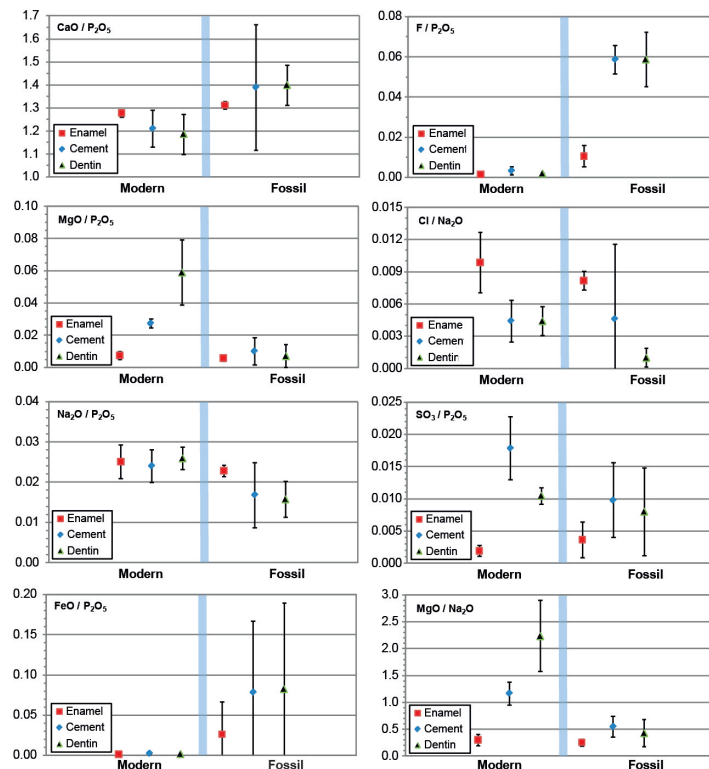 CaO / P₂O₅
1.7
1.6
1.5
1.4
1.3
1.2
1.1
1.0
Enamel
Cement
Dentin
Modern Fossil
F / P₂O₅
0.08
0.06
0.04
0.02
0.00
Enamel
Cement
Dentin
Modern Fossil
MgO / P₂O₅
0.10
0.08
0.06
0.04
0.02
0.00
Enamel
Cement
Dentin
Modern Fossil
Cl / Na₂O
0.015
0.012
0.009
0.006
0.003
0.000
Ename
Cement
Dentin
Modern Fossil
Na₂O / P₂O₅
0.04
0.03
0.02
0.01
0.00
Enamel
Cement
Dentin
Modern Fossil
SO₃ / P₂O₅
0.025
0.020
0.015
0.010
0.005
0.000
Enamel
Cement
Dentin
Modern Fossil
FeO / P₂O₅
0.20
0.15
0.10
0.05
0.00
Enamel
Cement
Dentin
Modern Fossil
MgO / Na₂O
3.0
2.5
2.0
1.5
1.0
0.5
0.0
Enamel
Cement
Dentin
Modern Fossil